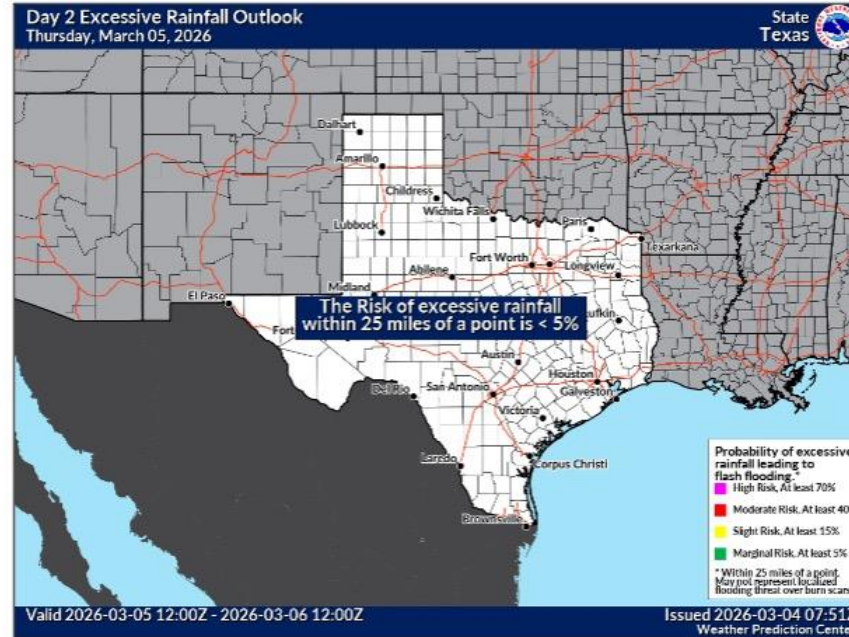 Day 2 Excessive Rainfall Outlook
Thursday, March 05, 2026
State
Texas
Dalhart
Amarillo
Childress
Wichita Falls
Lubbock
Paris
Texarkana
Fort Worth
Abilene
Longview
Midland
El Paso
The Risk of excessive rainfall
within 25 miles of a point is < 5%
Fort
Austin
Houston
Del Rio
San Antonio
Galveston
Victoria
Laredo
Corpus Christi
Brownsville
Probability of excessive
rainfall leading to
flash flooding.*
High Risk, At least 70%
Moderate Risk, At least 40
Slight Risk, At least 15%
Marginal Risk, At least 5%
* Within 25 miles of a point.
May not represent localized
flooding threat over burn scars
Valid 2026-03-05 12:00Z - 2026-03-06 12:00Z
Issued 2026-03-04 07:51Z
Weather Prediction Center